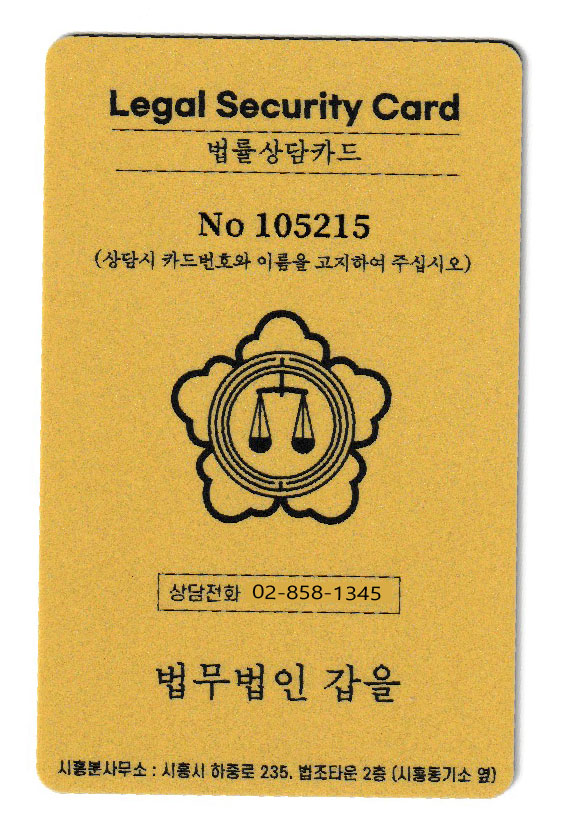 Legal Security Card
법률상담카드
No 105215
(상담시 카드번호와 이름을 고지하여 주십시오)
상담전화 02-858-1345
법무법인 갑을
시흥분사무소 : 시흥시 하중로 235. 법조타운 2층 (시흥등기소 옆)